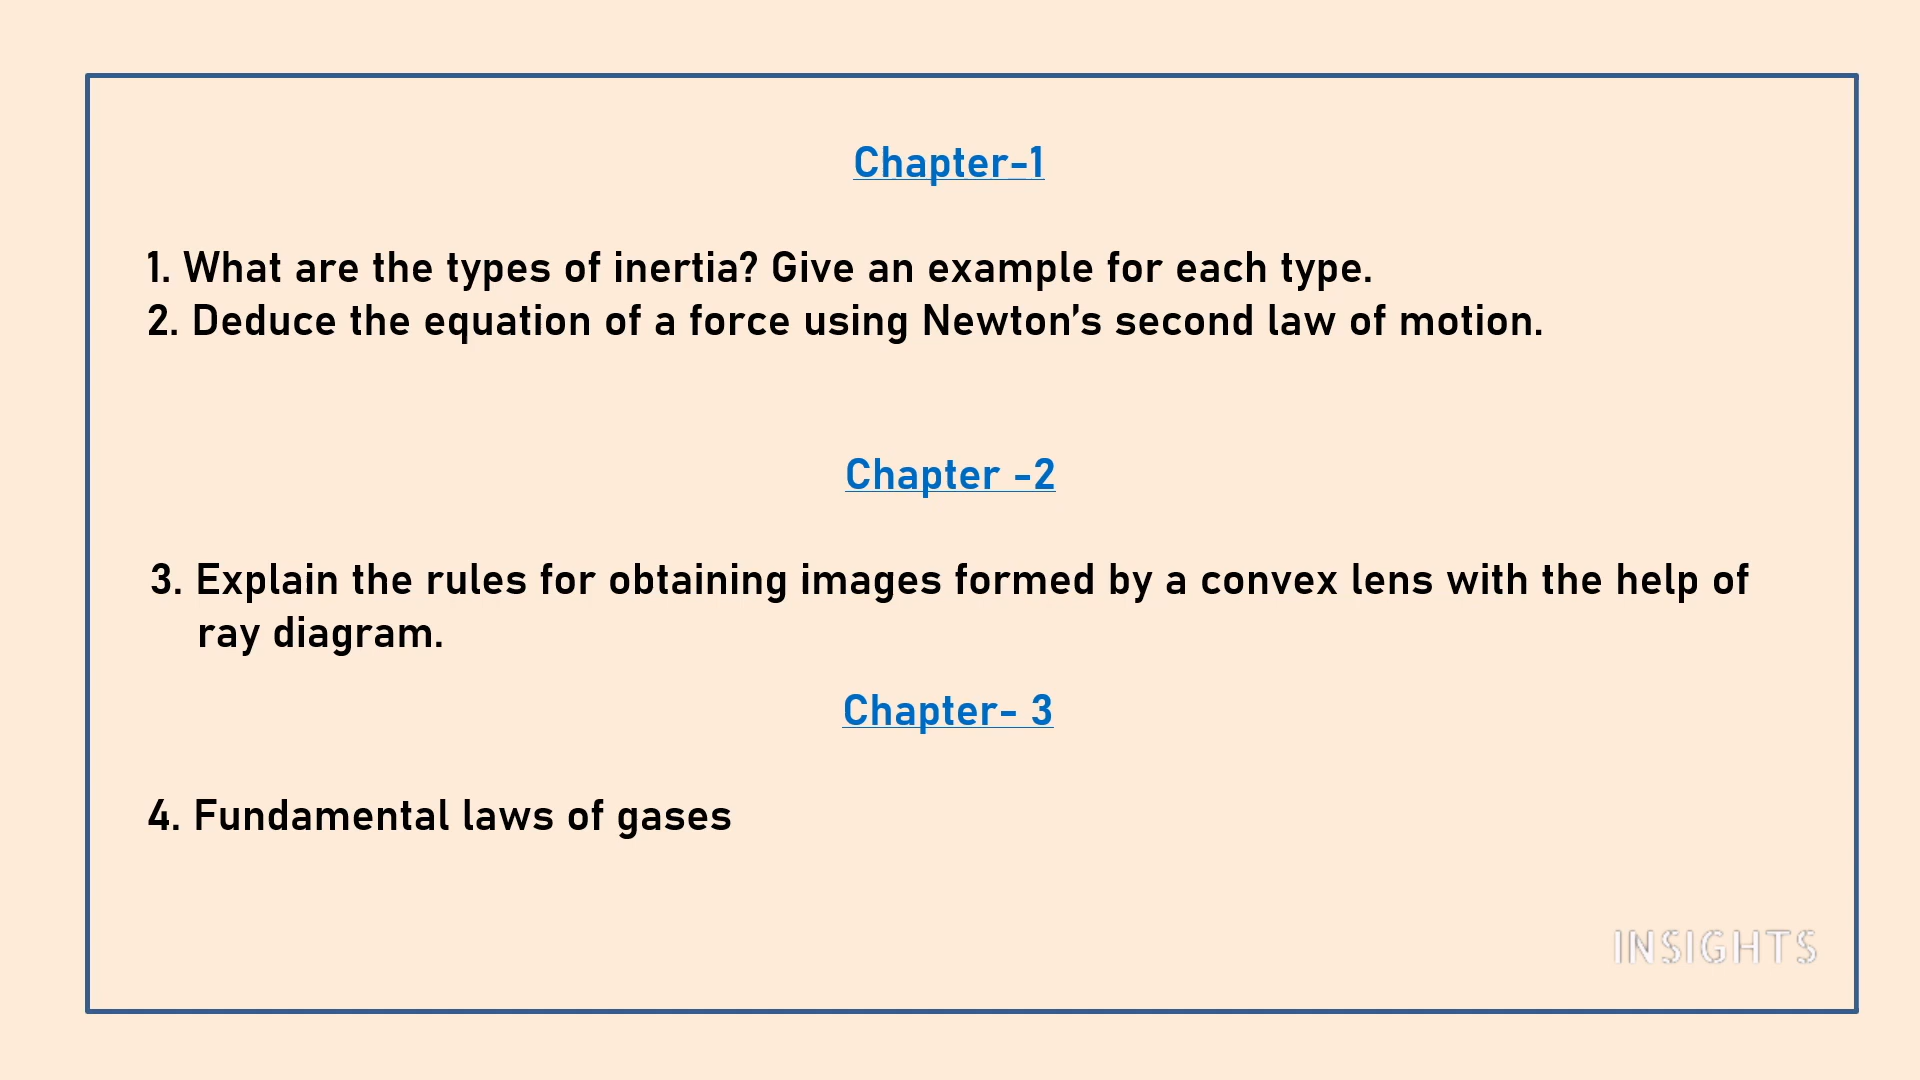 Chapter-1
1. What are the types of inertia? Give an example for each type.
2. Deduce the equation of a force using Newton’s second law of motion.
Chapter -2
3. Explain the rules for obtaining images formed by a convex lens with the help of
ray diagram.
Chapter- 3
4. Fundamental laws of gases
INSIGHTS